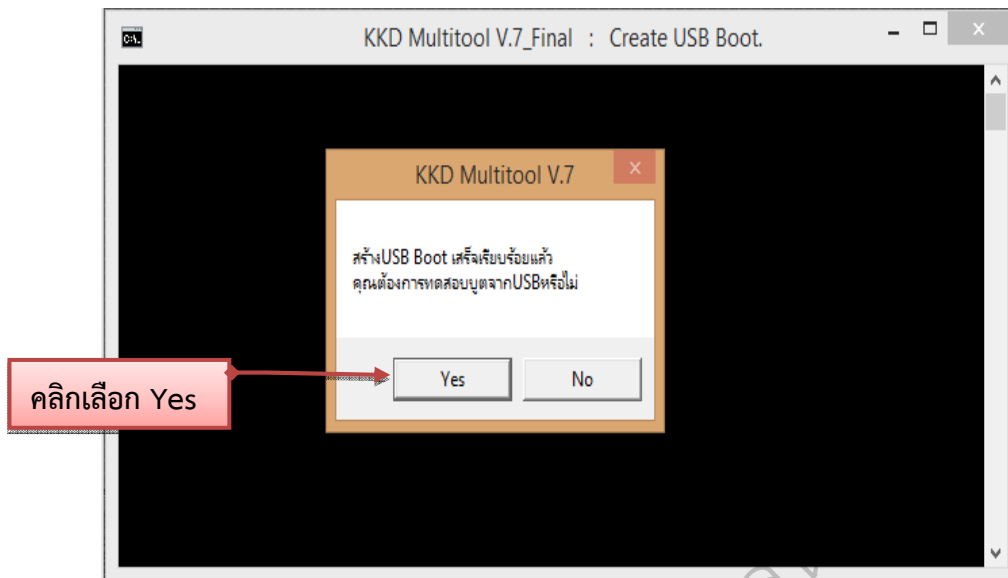 KKD Multitool V.7_Final : Create USB Boot.
KKD Multitool V.7
สร้างUSB Boot เสร็จเรียบร้อยแล้ว
คุณต้องการทดสอบบูตจากUSBหรือไม่
Yes
No
คลิกเลือก Yes